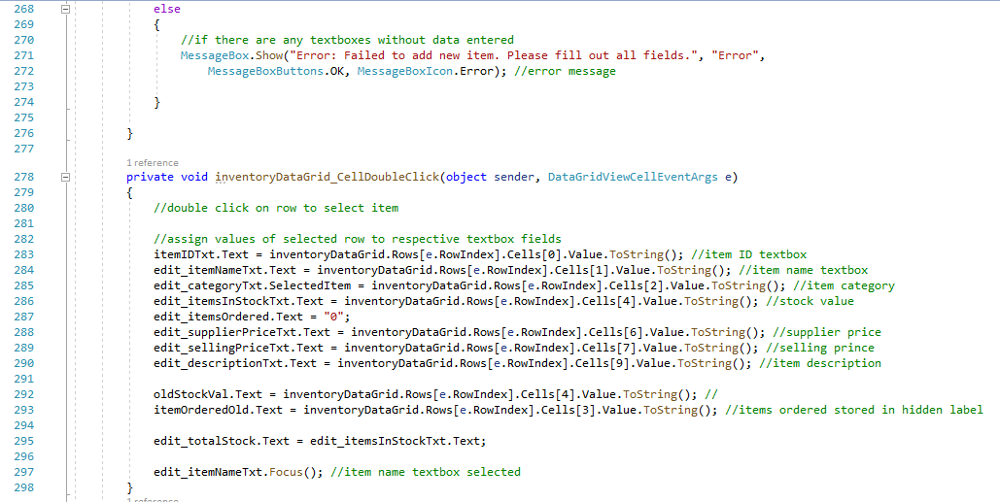 268 else
269 {
270 //if there are any textboxes without data entered
271 MessageBox.Show("Error: Failed to add new item. Please fill out all fields.", "Error",
272 MessageBoxButtons.OK, MessageBoxIcon.Error); //error message
273
274 }
275
276 }
277
1 reference
278 private void inventoryDataGrid_CellDoubleClick(object sender, DataGridViewCellEventArgs e)
279 {
280 //double click on row to select item
281
282 //assign values of selected row to respective textbox fields
283 itemIDTxt.Text = inventoryDataGrid.Rows[e.RowIndex].Cells[0].Value.ToString(); //item ID textbox
284 edit_itemNameTxt.Text = inventoryDataGrid.Rows[e.RowIndex].Cells[1].Value.ToString(); //item name textbox
285 edit_categoryTxt.SelectedItem = inventoryDataGrid.Rows[e.RowIndex].Cells[2].Value.ToString(); //item category
286 edit_itemsInStockTxt.Text = inventoryDataGrid.Rows[e.RowIndex].Cells[4].Value.ToString(); //stock value
287 edit_itemsOrdered.Text = "0";
288 edit_supplierPriceTxt.Text = inventoryDataGrid.Rows[e.RowIndex].Cells[6].Value.ToString(); //supplier price
289 edit_sellingPriceTxt.Text = inventoryDataGrid.Rows[e.RowIndex].Cells[7].Value.ToString(); //selling prince
290 edit_descriptionTxt.Text = inventoryDataGrid.Rows[e.RowIndex].Cells[9].Value.ToString(); //item description
291
292 oldStockVal.Text = inventoryDataGrid.Rows[e.RowIndex].Cells[4].Value.ToString(); //
293 itemOrderedOld.Text = inventoryDataGrid.Rows[e.RowIndex].Cells[3].Value.ToString(); //items ordered stored in hidden label
294
295 edit_totalStock.Text = edit_itemsInStockTxt.Text;
296
297 edit_itemNameTxt.Focus(); //item name textbox selected
298 }
1 reference